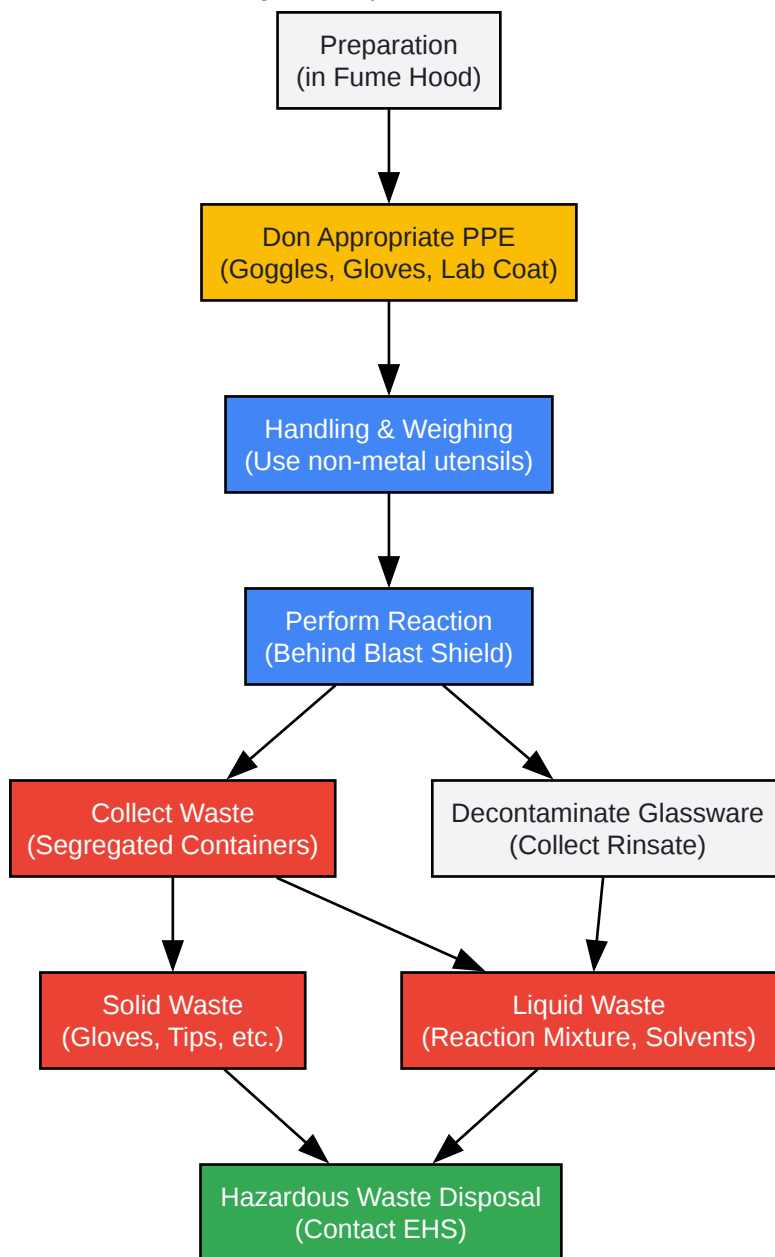 Preparation
(in Fume Hood)
Don Appropriate PPE
(Goggles, Gloves, Lab Coat)
Handling & Weighing
(Use non-metal utensils)
Perform Reaction
(Behind Blast Shield)
Collect Waste
(Segregated Containers)
Decontaminate Glassware
(Collect Rinsate)
Solid Waste
(Gloves, Tips, etc.)
Liquid Waste
(Reaction Mixture, Solvents)
Hazardous Waste Disposal
(Contact EHS)